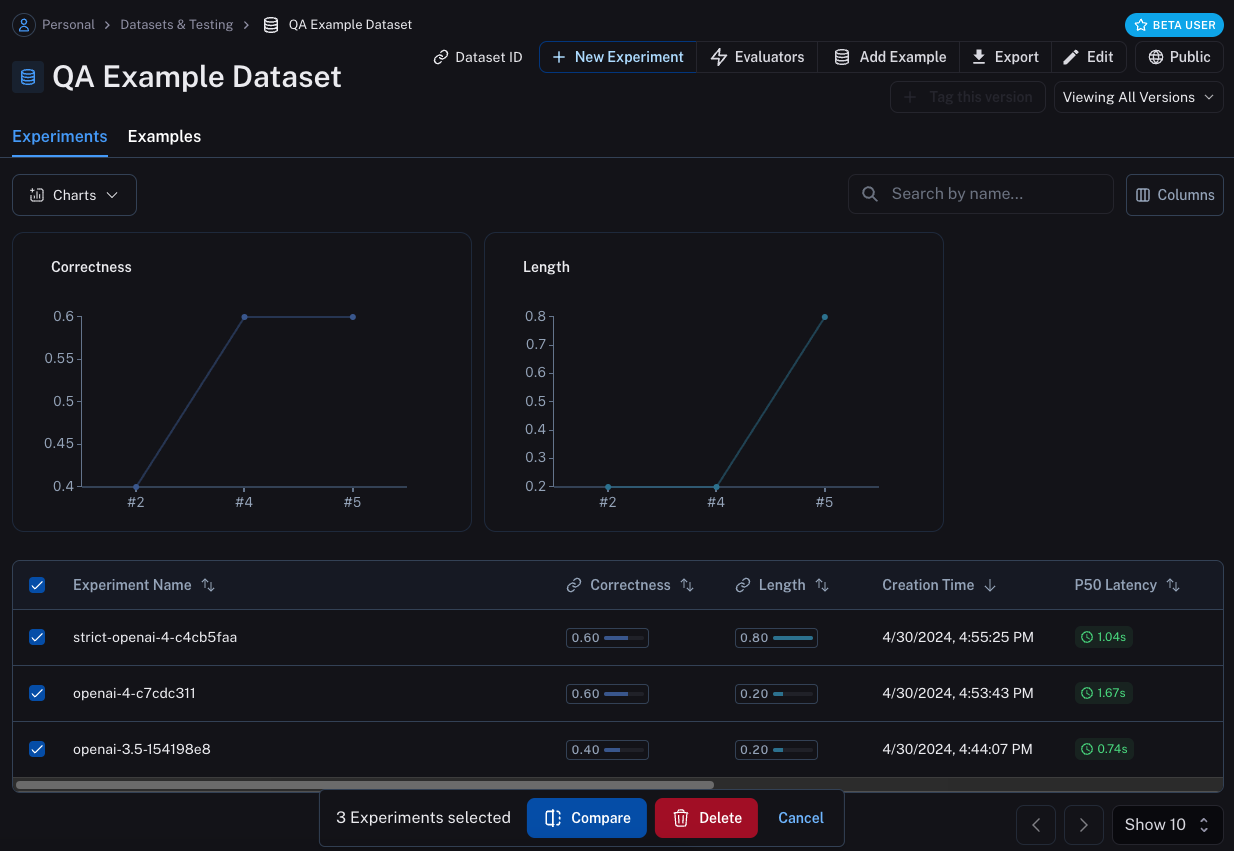 Personal > Datasets & Testing > QA Example Dataset
BETA USER
QA Example Dataset
Dataset ID
New Experiment
Evaluators
Add Example
Export
Edit
Public
Tag this version
Viewing All Versions
Experiments
Examples
Charts
Search by name...
Columns
Correctness
0.6
0.55
0.5
0.45
0.4
#2 #4 #5
Length
0.8
0.7
0.6
0.5
0.4
0.3
0.2
#2 #4 #5
Experiment Name Correctness Length Creation Time P50 Latency
strict-openai-4-c4cb5faa 0.60 0.80 4/30/2024, 4:55:25 PM 1.04s
openai-4-c7cdc311 0.60 0.20 4/30/2024, 4:53:43 PM 1.67s
openai-3.5-154198e8 0.40 0.20 4/30/2024, 4:44:07 PM 0.74s
3 Experiments selected
Compare
Delete
Cancel
Show 10